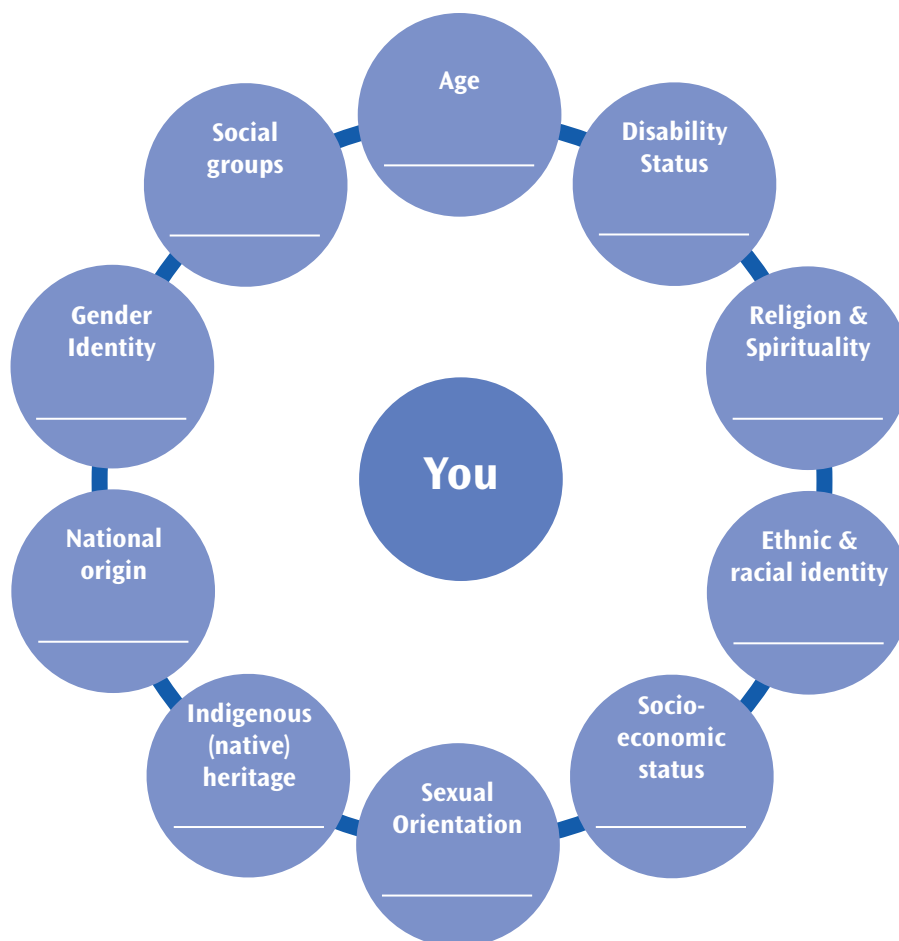 Age
Disability
Status
Religion &
Spirituality
Ethnic &
racial identity
Socio-
economic
status
Sexual
Orientation
Indigenous
(native)
heritage
National
origin
Gender
Identity
Social
groups
You